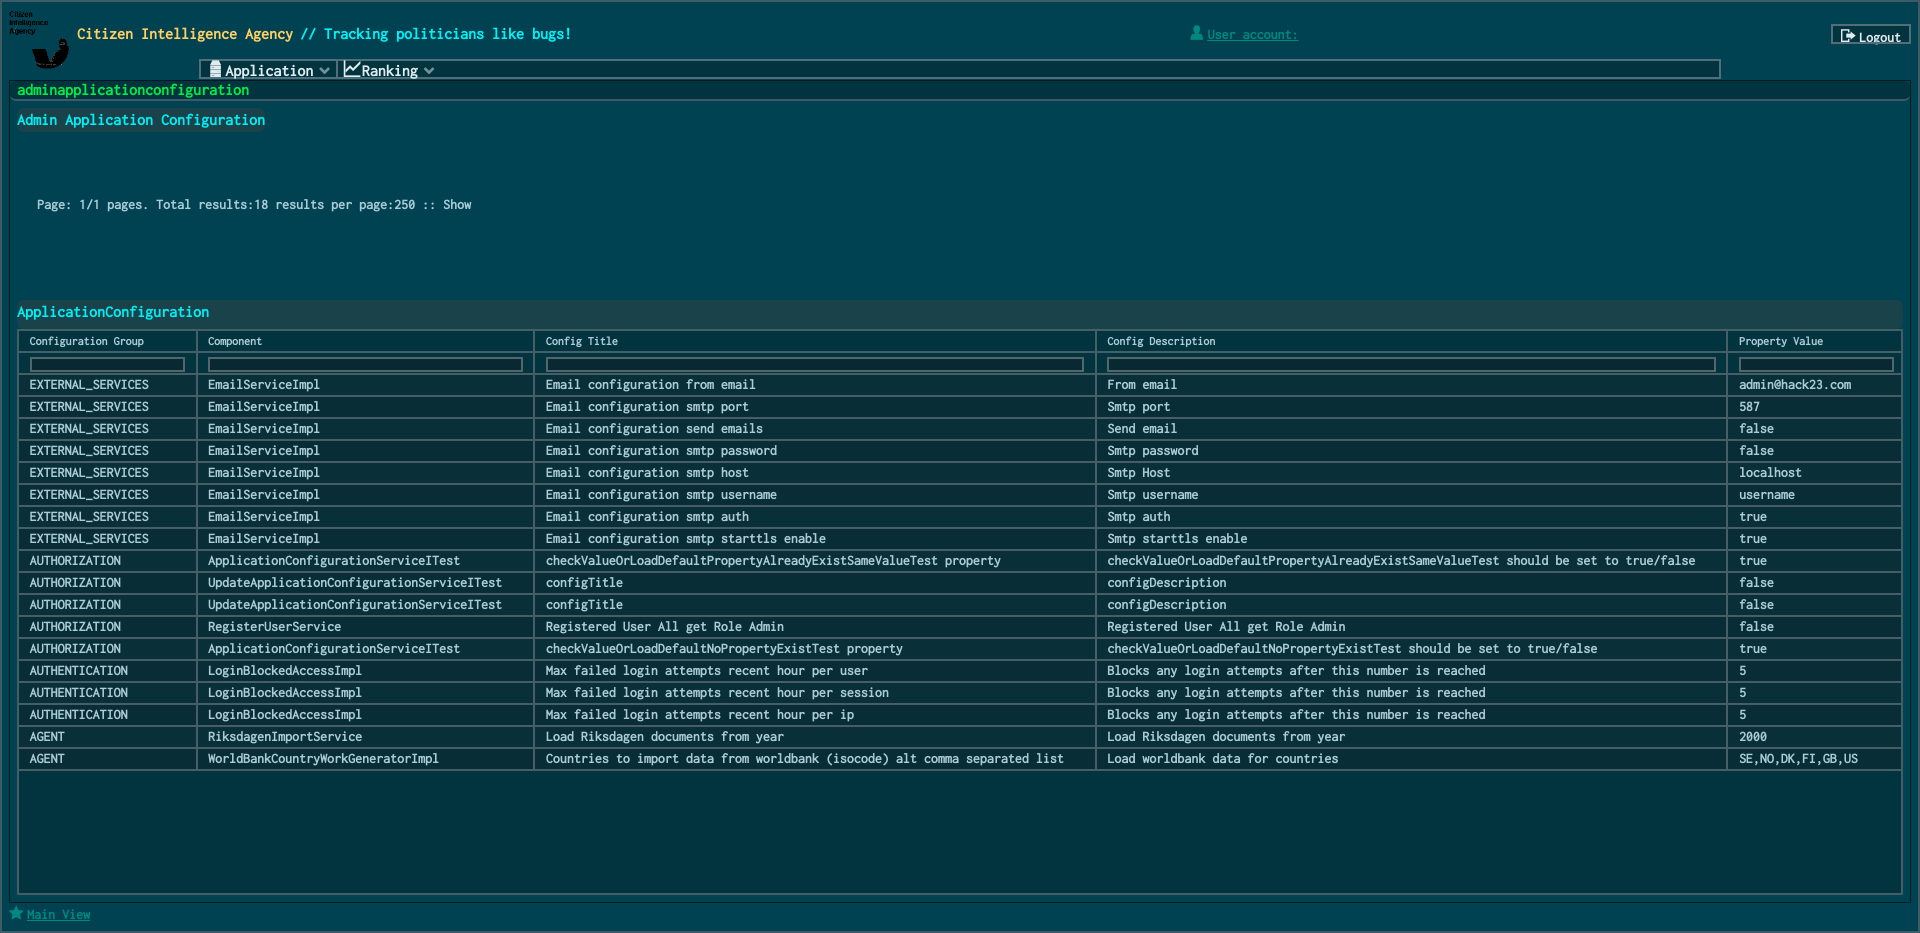 Citizen
Intelligence
Agency
Citizen Intelligence Agency // Tracking politicians like bugs!
User account:
Logout
Application
Ranking
adminapplicationconfiguration
Admin Application Configuration
Page: 1/1 pages. Total results:18 results per page:250 :: Show
ApplicationConfiguration
Configuration Group Component Config Title Config Description Property Value
EXTERNAL_SERVICES EmailServiceImpl Email configuration from email From email admin@hack23.com
EXTERNAL_SERVICES EmailServiceImpl Email configuration smtp port Smtp port 587
EXTERNAL_SERVICES EmailServiceImpl Email configuration send emails Send email false
EXTERNAL_SERVICES EmailServiceImpl Email configuration smtp password Smtp password false
EXTERNAL_SERVICES EmailServiceImpl Email configuration smtp host Smtp Host localhost
EXTERNAL_SERVICES EmailServiceImpl Email configuration smtp username Smtp username username
EXTERNAL_SERVICES EmailServiceImpl Email configuration smtp auth Smtp auth true
EXTERNAL_SERVICES EmailServiceImpl Email configuration smtp starttls enable Smtp starttls enable true
AUTHORIZATION ApplicationConfigurationServiceITest checkValueOrLoadDefaultPropertyAlreadyExistSameValueTest property checkValueOrLoadDefaultPropertyAlreadyExistSameValueTest should be set to true/false true
AUTHORIZATION UpdateApplicationConfigurationServiceITest configTitle configDescription false
AUTHORIZATION UpdateApplicationConfigurationServiceITest configTitle configDescription false
AUTHORIZATION RegisterUserService Registered User All get Role Admin Registered User All get Role Admin false
AUTHORIZATION ApplicationConfigurationServiceITest checkValueOrLoadDefaultNoPropertyExistTest property checkValueOrLoadDefaultNoPropertyExistTest should be set to true/false true
AUTHENTICATION LoginBlockedAccessImpl Max failed login attempts recent hour per user Blocks any login attempts after this number is reached 5
AUTHENTICATION LoginBlockedAccessImpl Max failed login attempts recent hour per session Blocks any login attempts after this number is reached 5
AUTHENTICATION LoginBlockedAccessImpl Max failed login attempts recent hour per ip Blocks any login attempts after this number is reached 5
AGENT RiksdagenImportService Load Riksdagen documents from year Load Riksdagen documents from year 2000
AGENT WorldBankCountryWorkGeneratorImpl Countries to import data from worldbank (isocode) alt comma separated list Load worldbank data for countries SE,NO,DK,FI,GB,US
Main View